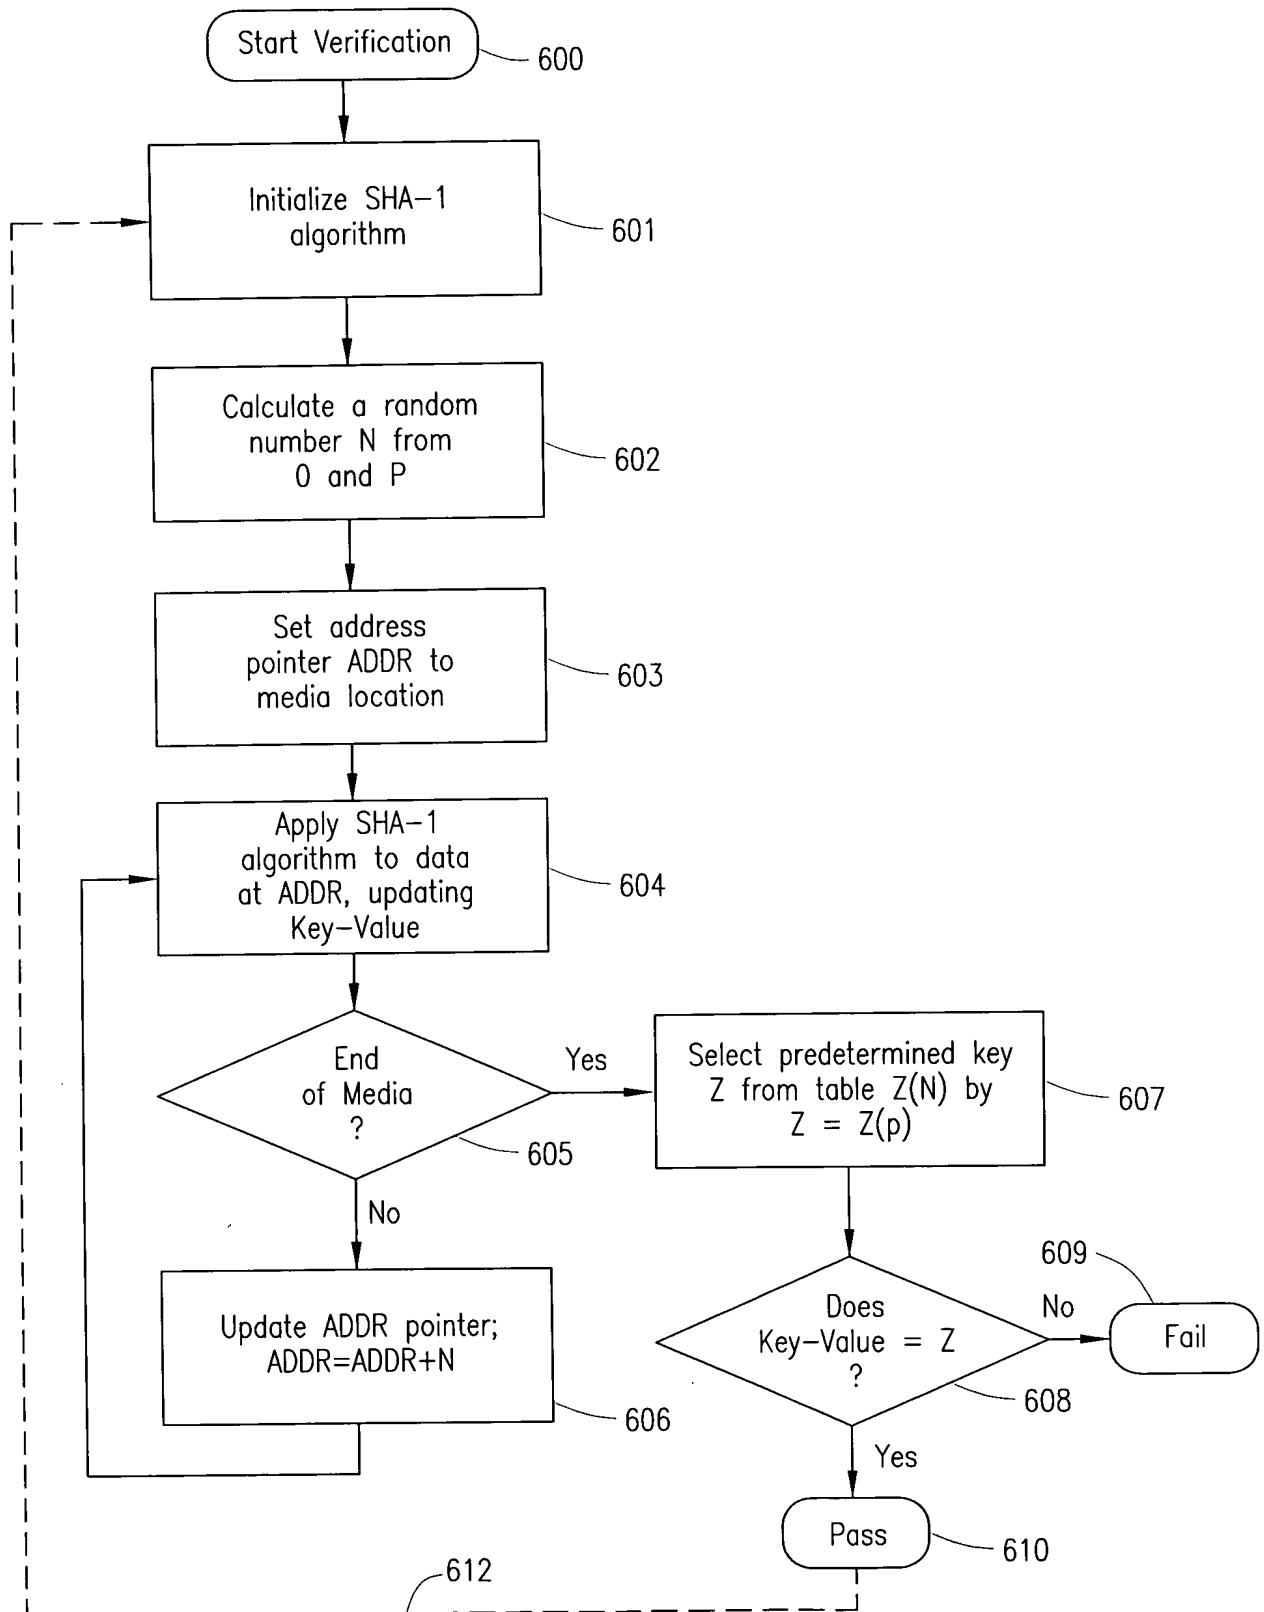 Start Verification
600
Initialize SHA-1
algorithm
601
Calculate a random
number N from
0 and P
602
Set address
pointer ADDR to
media location
603
Apply SHA-1
algorithm to data
at ADDR, updating
Key-Value
604
End
of Media
?
605
Yes
No
Select predetermined key
Z from table Z(N) by
Z = Z(p)
607
Update ADDR pointer;
ADDR=ADDR+N
606
Does
Key-Value = Z
?
608
No
609
Fail
Yes
Pass
610
612